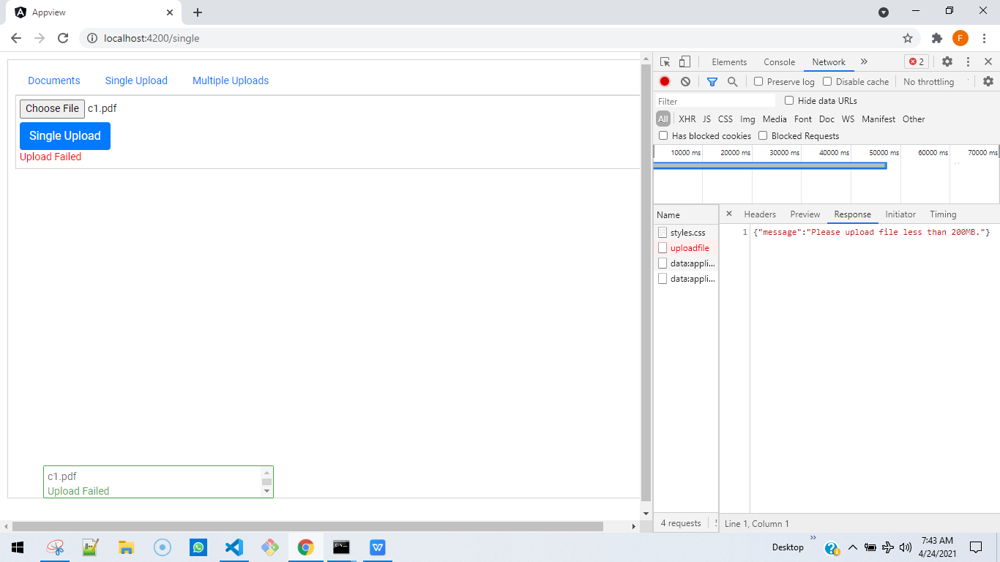 Appview
localhost:4200/single
F
Documents Single Upload Multiple Uploads
Choose File c1.pdf
Single Upload
Upload Failed
c1.pdf
Upload Failed
Elements Console Network » 2
Preserve log Disable cache No throttling
Filter
Hide data URLs
All XHR JS CSS Img Media Font Doc WS Manifest Other
Has blocked cookies Blocked Requests
10000 ms 20000 ms 30000 ms 40000 ms 50000 ms 60000 ms 70000 ms
Name
styles.css
uploadfile
data:appli...
data:appli...
4 requests
Headers Preview Response Initiator Timing
1 {"message":"Please upload file less than 200MB."}
Line 1, Column 1
Desktop »
7:43 AM
4/24/2021